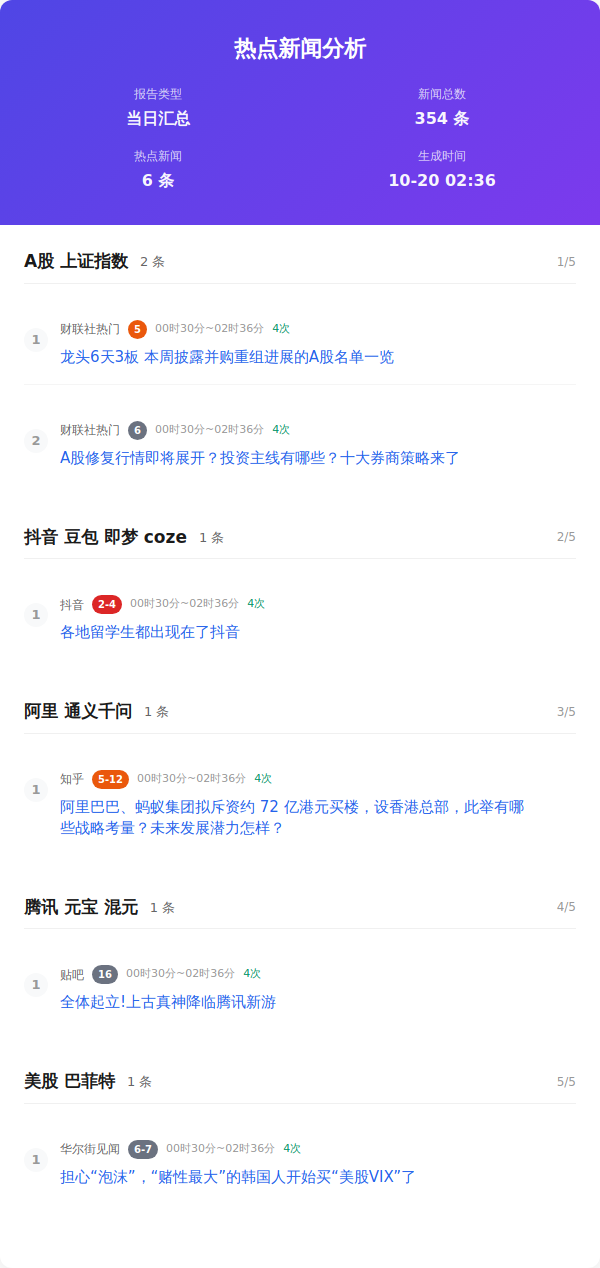 热点新闻分析
报告类型
当日汇总
新闻总数
354 条
热点新闻
6 条
生成时间
10-20 02:36
A股 上证指数 2 条 1/5
1
财联社热门 5 00时30分~02时36分 4次
龙头6天3板 本周披露并购重组进展的A股名单一览
2
财联社热门 6 00时30分~02时36分 4次
A股修复行情即将展开？投资主线有哪些？十大券商策略来了
抖音 豆包 即梦 coze 1 条 2/5
1
抖音 2-4 00时30分~02时36分 4次
各地留学生都出现在了抖音
阿里 通义千问 1 条 3/5
1
知乎 5-12 00时30分~02时36分 4次
阿里巴巴、蚂蚁集团拟斥资约 72 亿港元买楼，设香港总部，此举有哪
些战略考量？未来发展潜力怎样？
腾讯 元宝 混元 1 条 4/5
1
贴吧 16 00时30分~02时36分 4次
全体起立!上古真神降临腾讯新游
美股 巴菲特 1 条 5/5
1
华尔街见闻 6-7 00时30分~02时36分 4次
担心“泡沫”，“赌性最大”的韩国人开始买“美股VIX”了